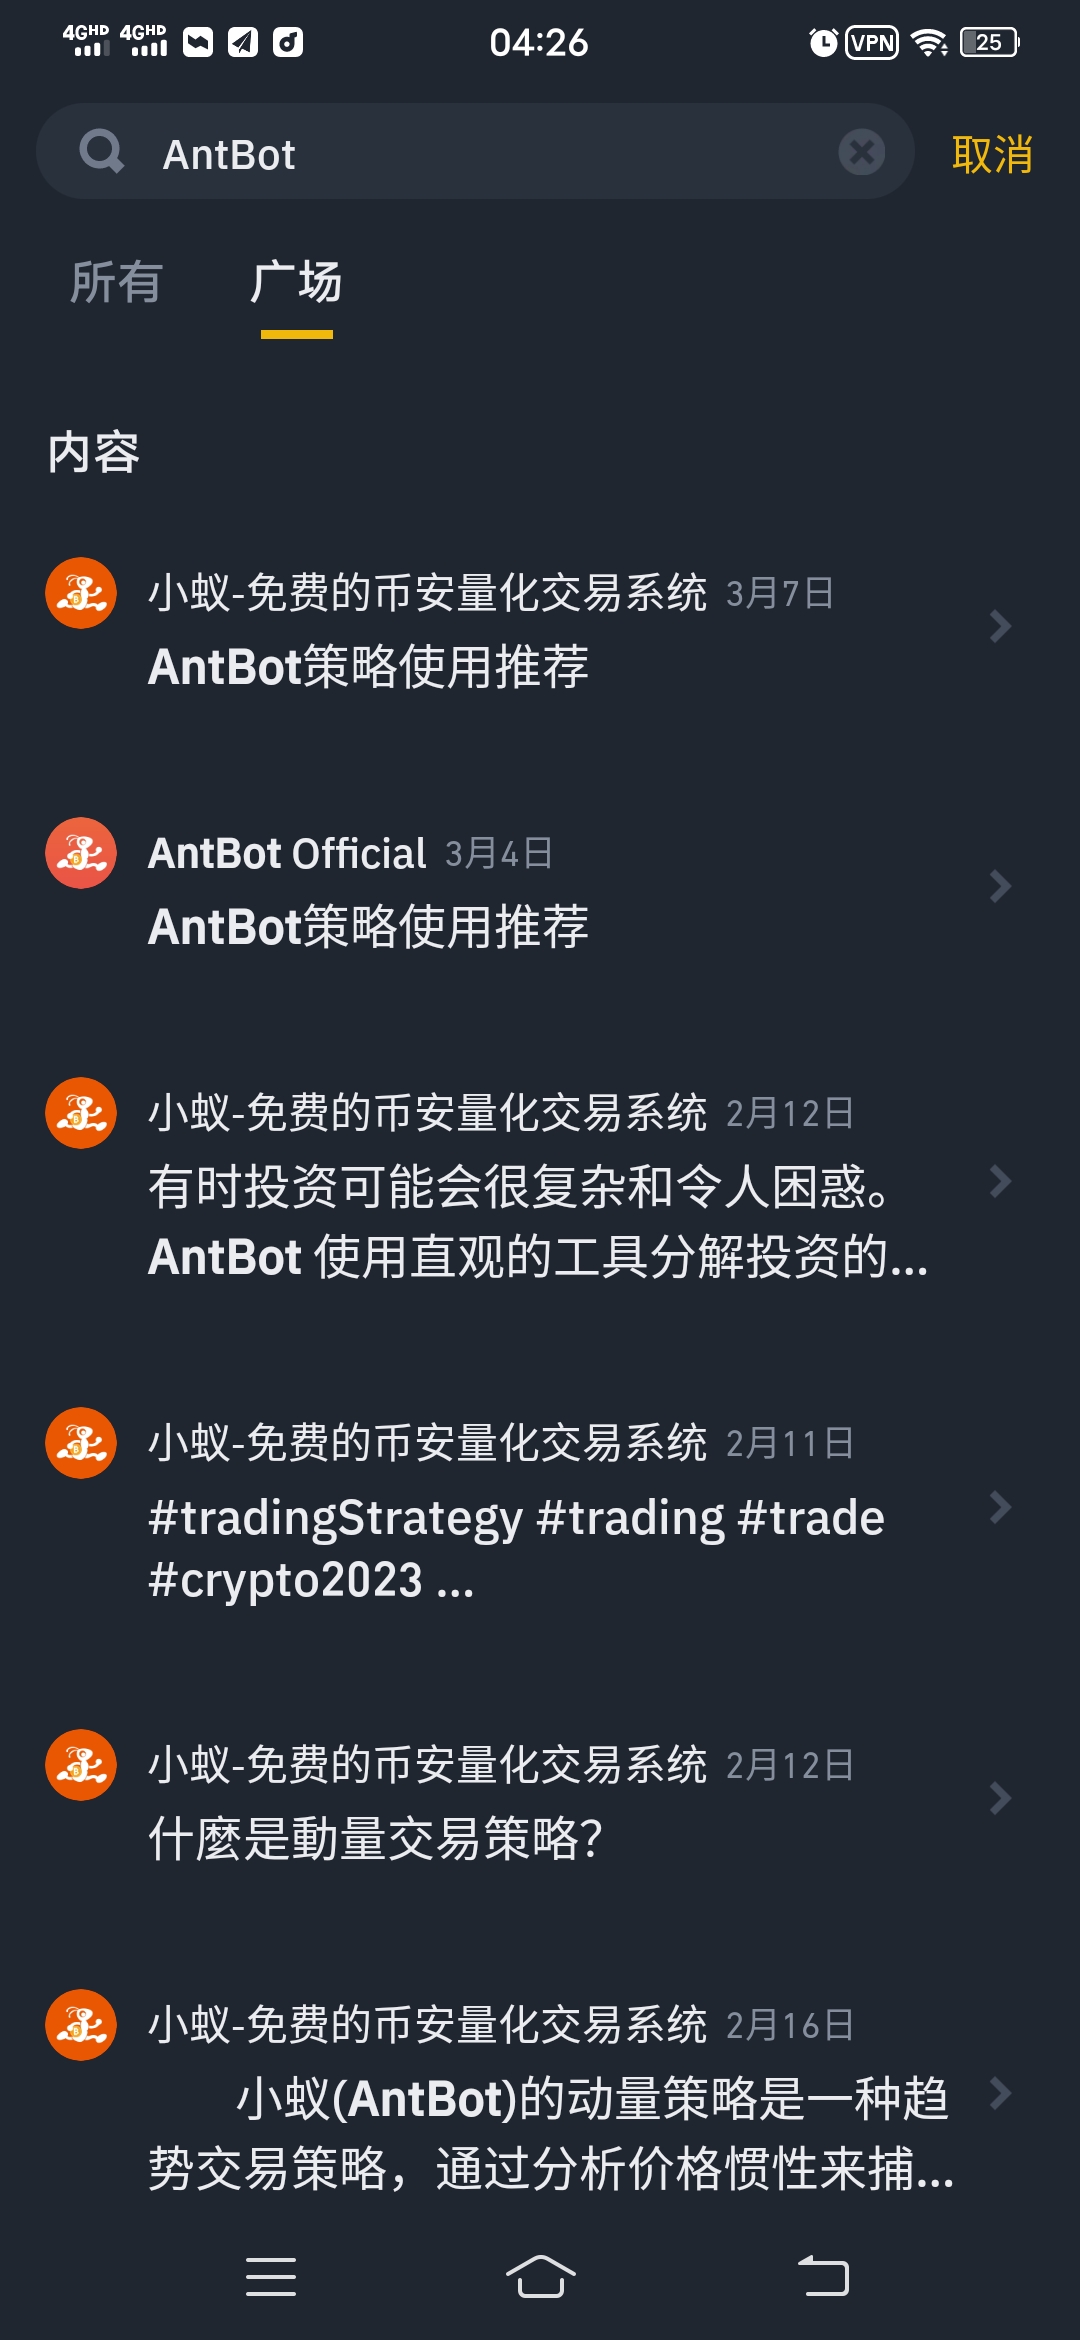 4GHD 4GHD 04:26 VPN 25
AntBot 取消
所有 广场
内容
小蚁-免费的币安量化交易系统 3月7日
AntBot策略使用推荐
AntBot Official 3月4日
AntBot策略使用推荐
小蚁-免费的币安量化交易系统 2月12日
有时投资可能会很复杂和令人困惑。
AntBot 使用直观的工具分解投资的...
小蚁-免费的币安量化交易系统 2月11日
#tradingStrategy #trading #trade
#crypto2023 ...
小蚁-免费的币安量化交易系统 2月12日
什麼是動量交易策略？
小蚁-免费的币安量化交易系统 2月16日
小蚁(AntBot)的动量策略是一种趋
势交易策略，通过分析价格惯性来捕...